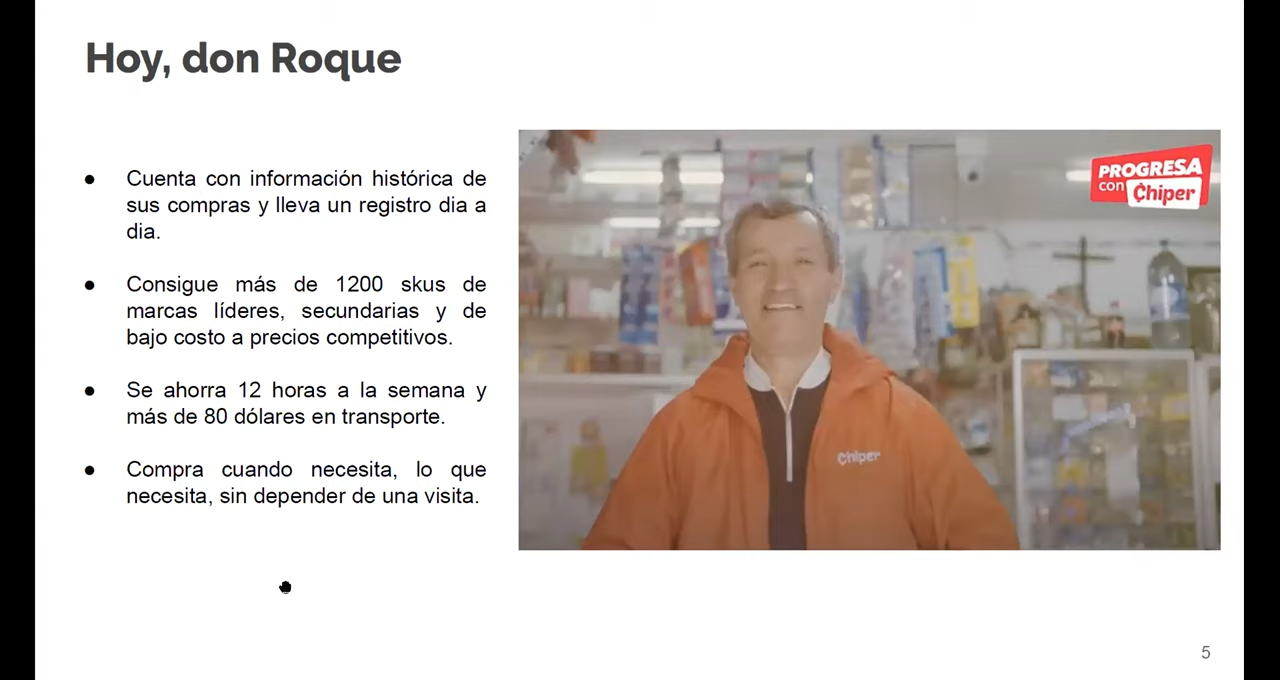 Hoy, don Roque
● Cuenta con información histórica de
sus compras y lleva un registro dia a
dia.
● Consigue más de 1200 skus de
marcas líderes, secundarias y de
bajo costo a precios competitivos.
● Se ahorra 12 horas a la semana y
más de 80 dólares en transporte.
● Compra cuando necesita, lo que
necesita, sin depender de una visita.
PROGRESA
con Chiper
Chiper
5